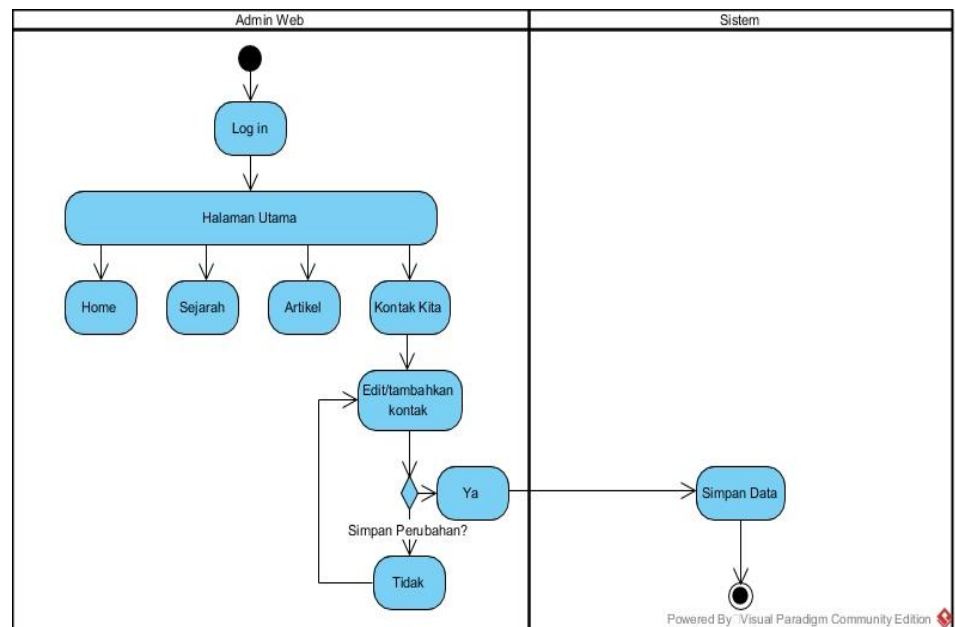 Admin Web
Sistem
Log in
Halaman Utama
Home
Sejarah
Artikel
Kontak Kita
Edit/tambahkan
kontak
Ya
Simpan Data
Simpan Perubahan?
Tidak
Powered By Visual Paradigm Community Edition